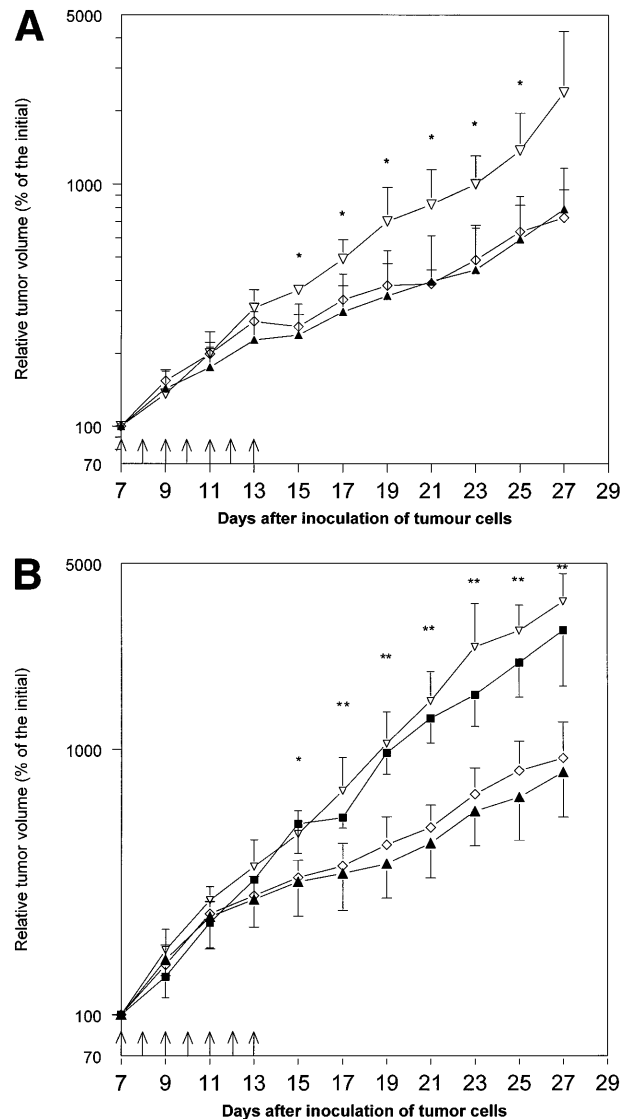 A
5000
1000
100
70
Relative tumor volume (% of the initial)
* * * * * *
7 9 11 13 15 17 19 21 23 25 27 29
Days after inoculation of tumour cells
B
5000
1000
100
70
Relative tumor volume (% of the initial)
* ** ** ** ** ** **
7 9 11 13 15 17 19 21 23 25 27 29
Days after inoculation of tumor cells